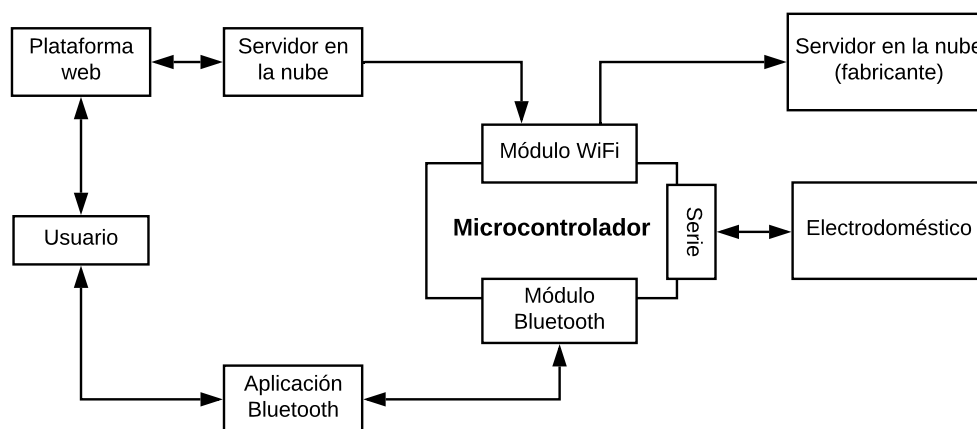 Plataforma
web
Servidor en
la nube
Servidor en la nube
(fabricante)
Módulo WiFi
Serie
Microcontrolador
Electrodoméstico
Usuario
Módulo
Bluetooth
Aplicación
Bluetooth